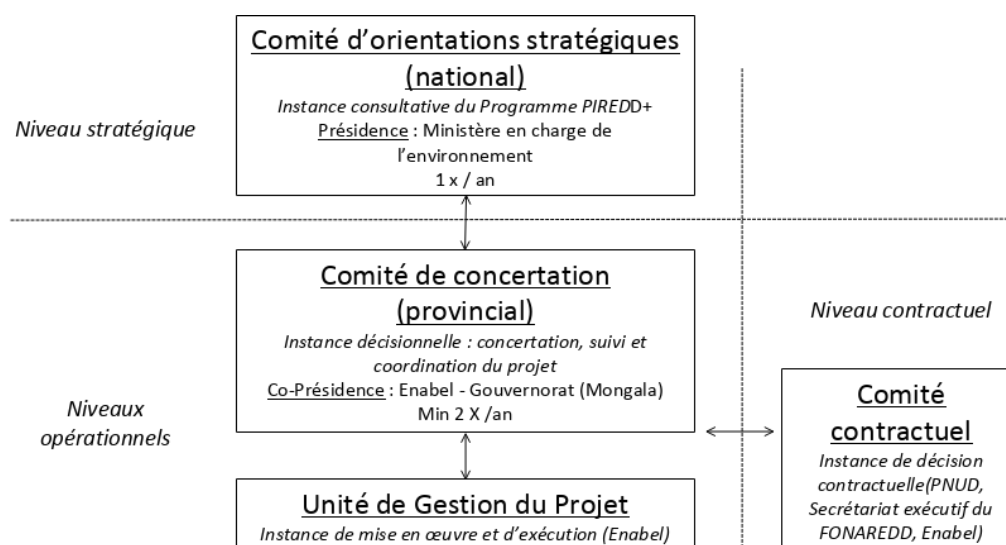 Comité d'orientations stratégiques
(national)
Instance consultative du Programme PIREDD+
Présidence : Ministère en charge de
l'environnement
1 x / an
Niveau stratégique
Comité de concertation
(provincial)
Instance décisionnelle : concertation, suivi et
coordination du projet
Co-Présidence : Enabel - Gouvernorat (Mongala)
Min 2 X /an
Niveaux
opérationnels
Unité de Gestion du Projet
Instance de mise en œuvre et d'exécution (Enabel)
Niveau contractuel
Comité
contractuel
Instance de décision
contractuelle(PNUD,
Secrétariat exécutif du
FONAREDD, Enabel)